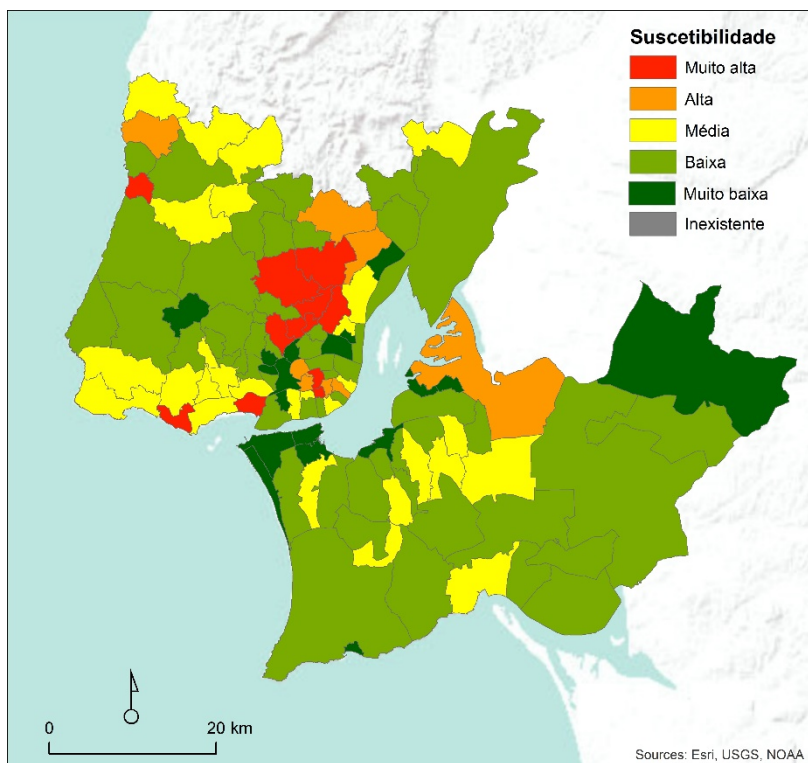 Suscetibilidade
Muito alta
Alta
Média
Baixa
Muito baixa
Inexistente
0 20 km
Sources: Esri, USGS, NOAA